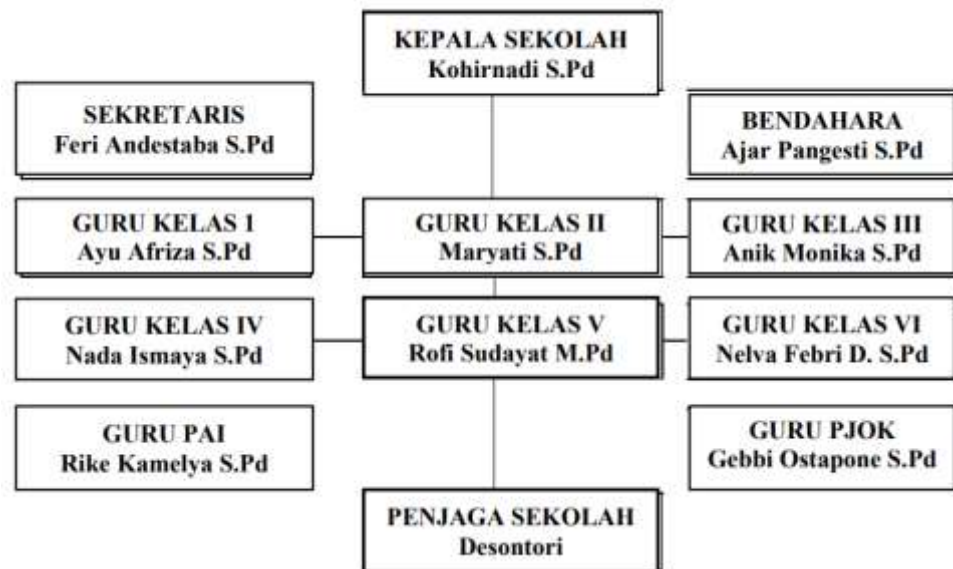 KEPALA SEKOLAH
Kohirnadi S.Pd
SEKRETARIS
Feri Andestaba S.Pd
BENDAHARA
Ajar Pangesti S.Pd
GURU KELAS 1
Ayu Afriza S.Pd
GURU KELAS II
Maryati S.Pd
GURU KELAS III
Anik Monika S.Pd
GURU KELAS IV
Nada Ismaya S.Pd
GURU KELAS V
Rofi Sudayat M.Pd
GURU KELAS VI
Nelva Febri D. S.Pd
GURU PAI
Rike Kamelya S.Pd
GURU PJOK
Gebbi Ostapone S.Pd
PENJAGA SEKOLAH
Desontori